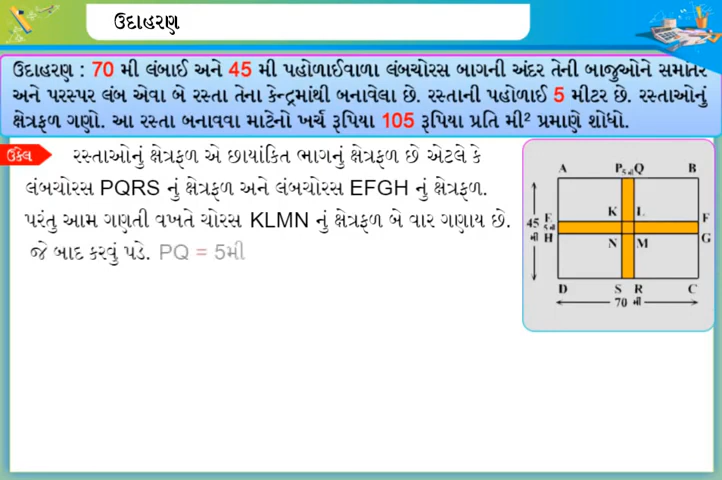 ઉદાહરણ
ઉદાહરણ : 70 મી લંબાઈ અને 45 મી પહોળાઈવાળા લંબચોરસ બાગની અંદર તેની બાજુઓને સમાંતર
અને પરસ્પર લંબ એવા બે રસ્તા તેના કેન્દ્રમાંથી બનાવેલા છે. રસ્તાની પહોળાઈ 5 મીટર છે. રસ્તાઓનું
ક્ષેત્રફળ ગણો. આ રસ્તા બનાવવા માટેનો ખર્ચ રૂપિયા 105 રૂપિયા પ્રતિ મી² પ્રમાણે શોધો.
ઉકેલ રસ્તાઓનું ક્ષેત્રફળ એ છાયાંકિત ભાગનું ક્ષેત્રફળ છે એટલે કે
લંબચોરસ PQRS નું ક્ષેત્રફળ અને લંબચોરસ EFGH નું ક્ષેત્રફળ.
પરંતુ આમ ગણતી વખતે ચોરસ KLMN નું ક્ષેત્રફળ બે વાર ગણાય છે.
જે બાદ કરવું પડે. PQ = 5મી
A P 5 મી Q B
K L
E F
45 મી 5 મી
H N M G
D S R C
70 મી